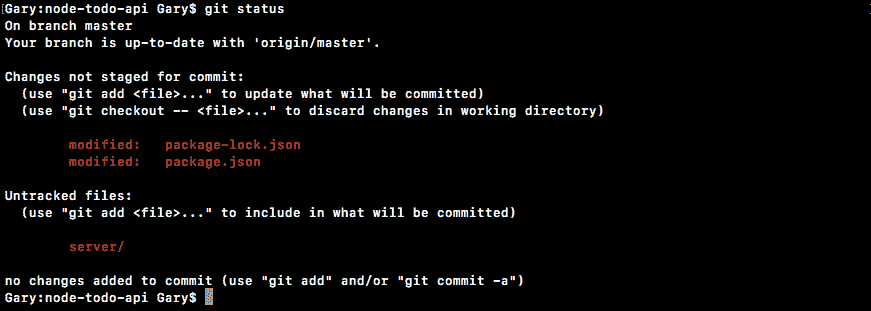 Gary:node-todo-api Gary$ git status
On branch master
Your branch is up-to-date with 'origin/master'.
Changes not staged for commit:
(use "git add <file>..." to update what will be committed)
(use "git checkout -- <file>..." to discard changes in working directory)
modified: package-lock.json
modified: package.json
Untracked files:
(use "git add <file>..." to include in what will be committed)
server/
no changes added to commit (use "git add" and/or "git commit -a")
Gary:node-todo-api Gary$